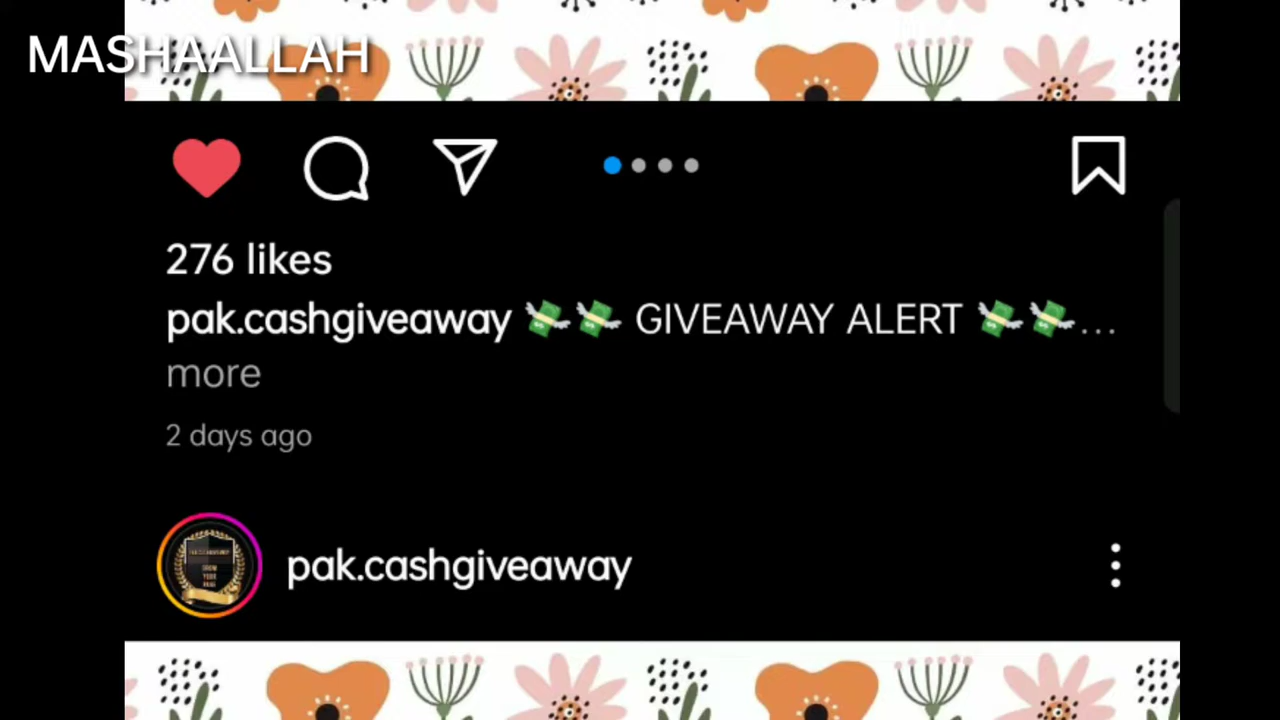 MASHAALLAH
276 likes
pak.cashgiveaway 💸💸 GIVEAWAY ALERT 💸💸...
more
2 days ago
pak.cashgiveaway